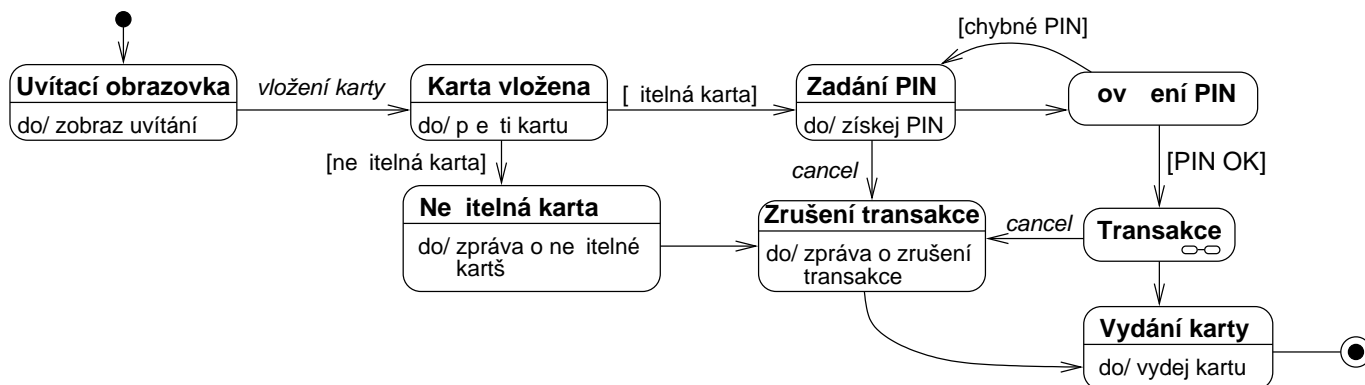 [chybné PIN]
Uvítací obrazovka
do/ zobraz uvítání
vložení karty
Karta vložena
do/ p e ti kartu
[ itelná karta]
Zadání PIN
do/ získej PIN
ov ení PIN
[ne itelná karta]
cancel
[PIN OK]
Ne itelná karta
do/ zpráva o ne itelné
kartš
Zrušení transakce
do/ zpráva o zrušení
transakce
cancel
Transakce
Vydání karty
do/ vydej kartu